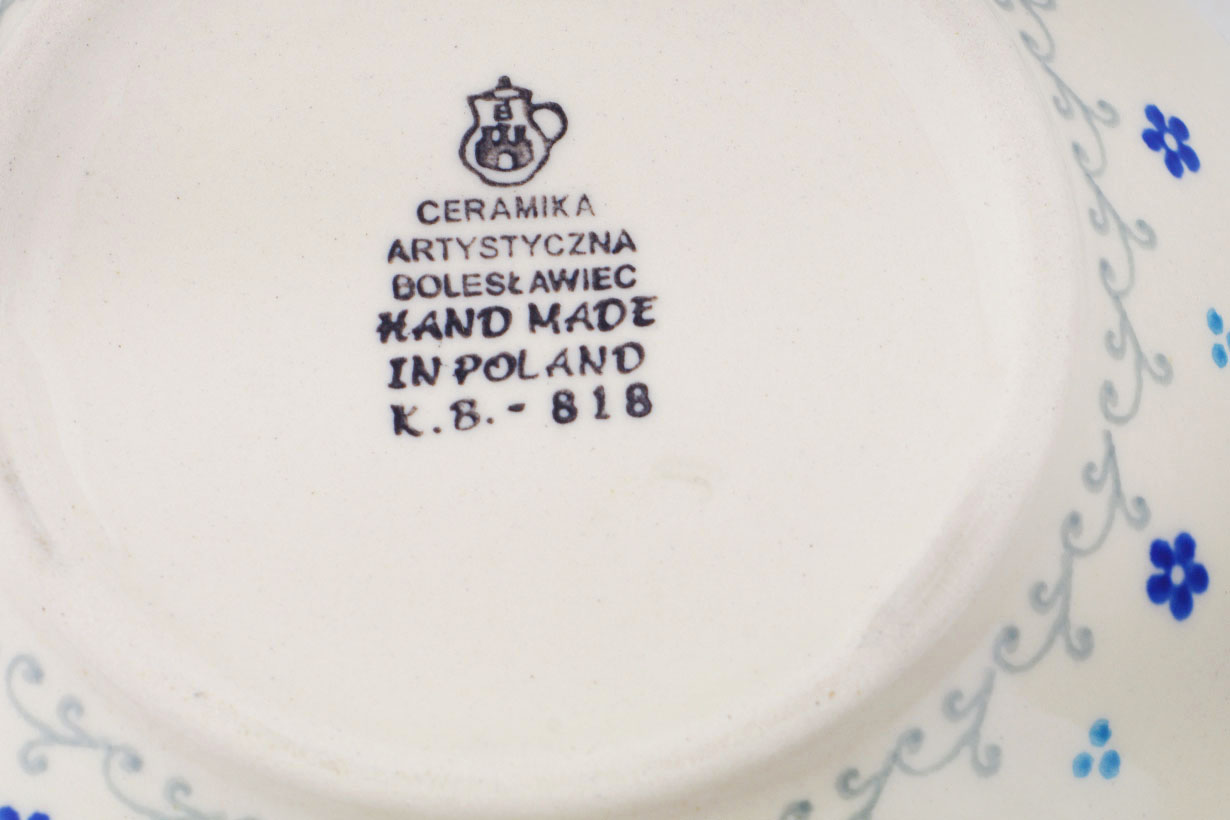 CERAMIKA
ARTYSTYCZNA
BOLESŁAWIEC
HAND MADE
IN POLAND
K.B.- 818